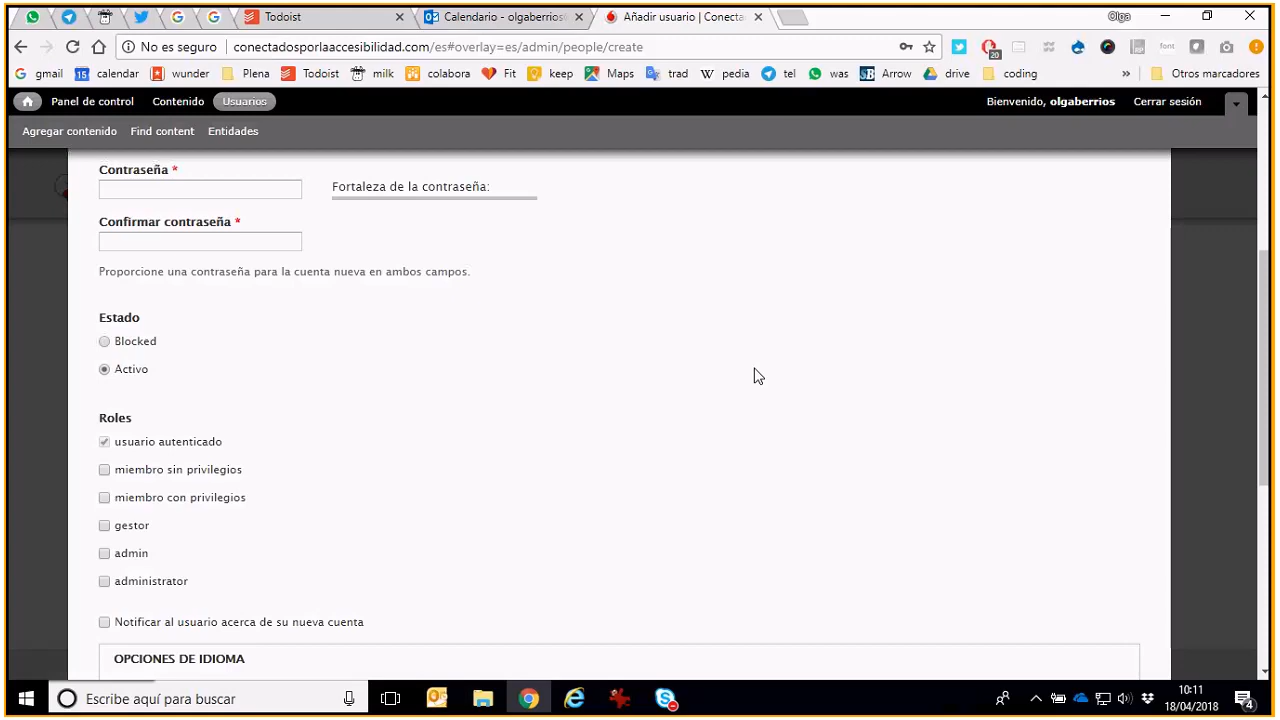 Todoist
Calendario - olgaberrios
Añadir usuario | Conecta
Olga
No es seguro
conectadosporlaaccesibilidad.com/es#overlay=es/admin/people/create
20
gmail
15
calendar
wunder
Plena
Todoist
milk
colabora
Fit
keep
Maps
trad
W
pedia
tel
was
Arrow
drive
coding
»
Otros marcadores
font
Panel de control
Contenido
Usuarios
Bienvenido, olgaberrios
Cerrar sesión
Agregar contenido
Find content
Entidades
Contraseña *
Fortaleza de la contraseña:
Confirmar contraseña *
Proporcione una contraseña para la cuenta nueva en ambos campos.
Estado
Blocked
Activo
Roles
usuario autenticado
miembro sin privilegios
miembro con privilegios
gestor
admin
administrator
Notificar al usuario acerca de su nueva cuenta
OPCIONES DE IDIOMA
Escribe aquí para buscar
10:11
18/04/2018
4